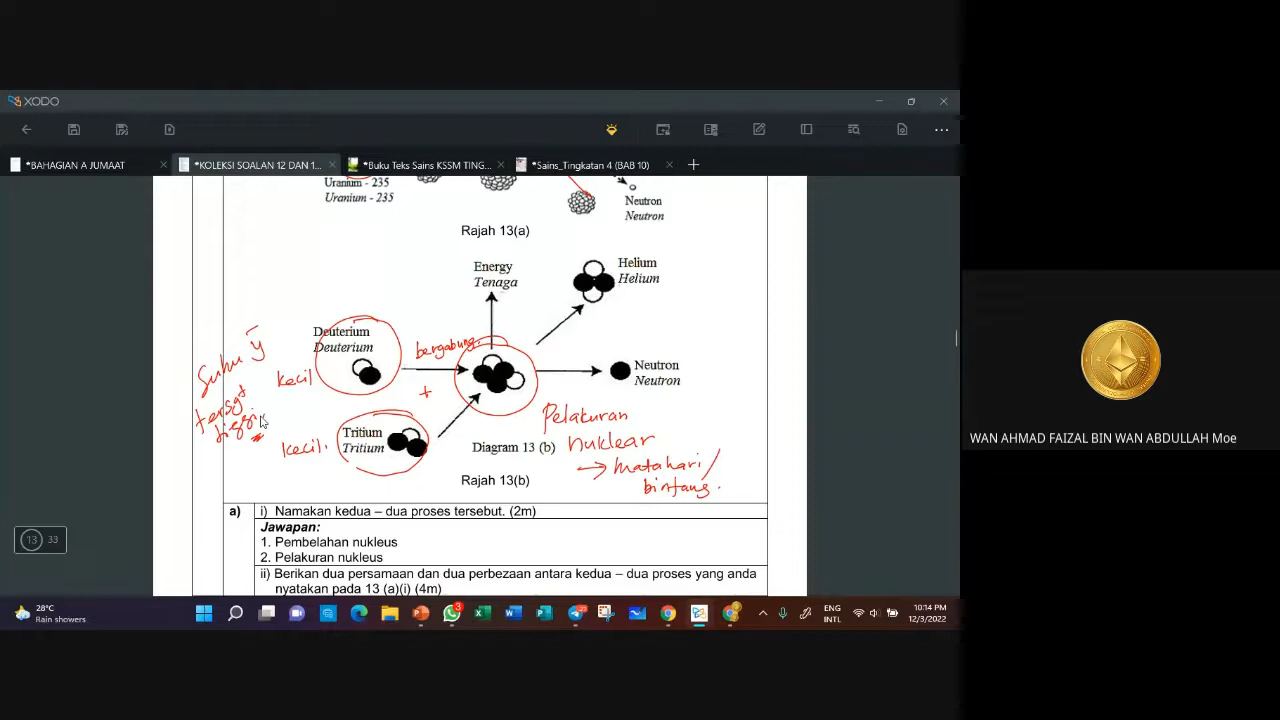 XODO
*BAHAGIAN A JUMAAT
*KOLEKSI SOALAN 12 DAN 1...
*Buku Teks Sains KSSM TING...
*Sains_Tingkatan 4 (BAB 10)
Uranium - 235
Uranium - 235
Neutron
Neutron
Rajah 13(a)
Energy
Tenaga
Helium
Helium
Deuterium
Deuterium
bergabung.
Suhu ȳ
kecil
+
Neutron
Neutron
Tritium
Tritium
kecil.
Diagram 13 (b)
Pelakuran
nuklear
→ matahari/
bintang.
Rajah 13(b)
a) i) Namakan kedua – dua proses tersebut. (2m)
Jawapan:
1. Pembelahan nukleus
2. Pelakuran nukleus
ii) Berikan dua persamaan dan dua perbezaan antara kedua – dua proses yang anda
nyatakan pada 13 (a)(i) (4m)
13 33
WAN AHMAD FAIZAL BIN WAN ABDULLAH Moe
28°C
Rain showers
3
ENG
INTL
10:14 PM
12/3/2022